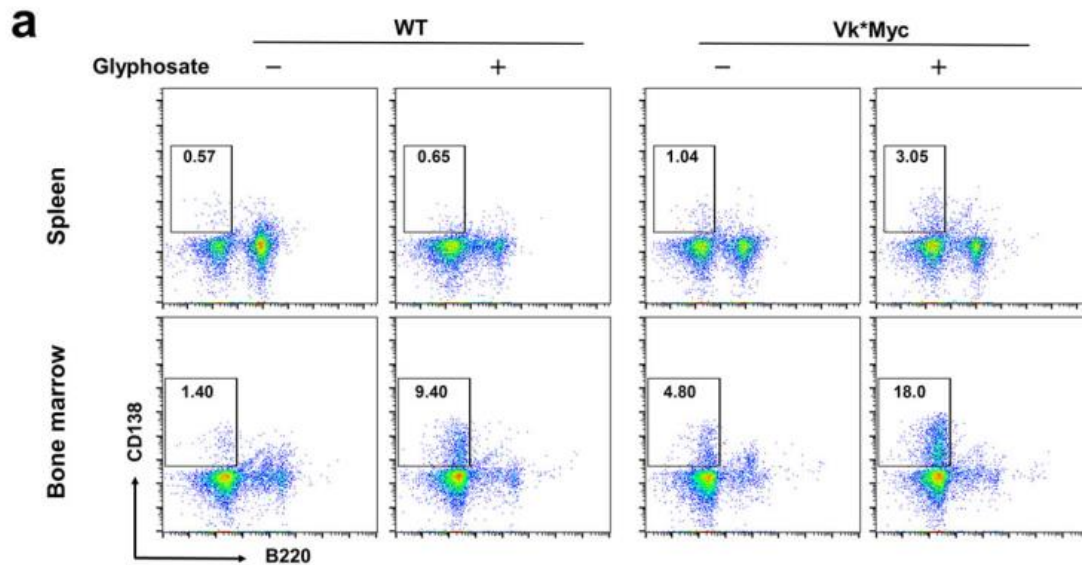 a
WT
Vk*Myc
Glyphosate − + − +
Spleen
0.57
0.65
1.04
3.05
Bone marrow
1.40
9.40
4.80
18.0
CD138
B220